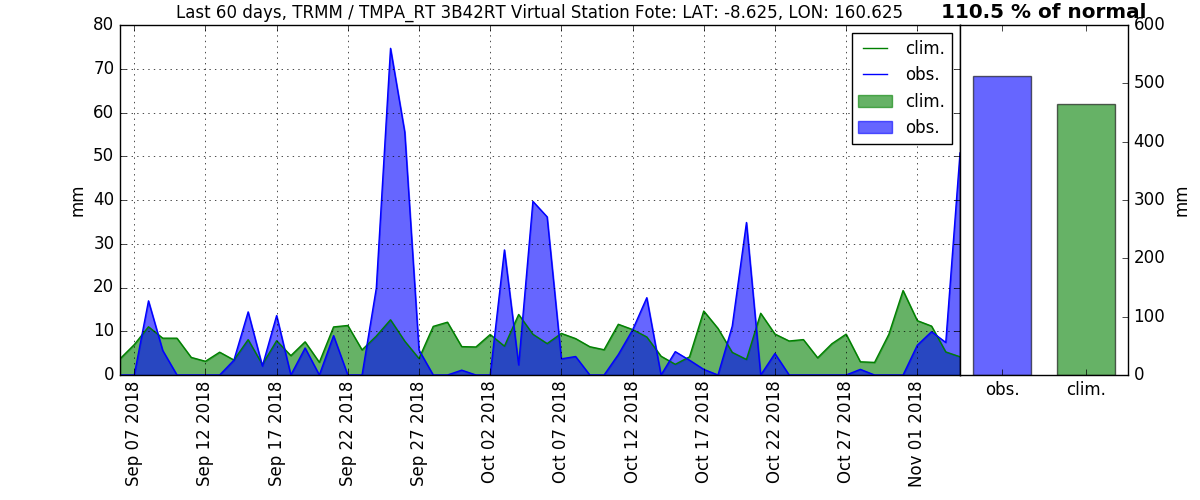 Last 60 days, TRMM / TMPA_RT 3B42RT Virtual Station Fote: LAT: -8.625, LON: 160.625
110.5 % of normal
80
70
60
50
40
30
20
10
0
mm
clim.
obs.
clim.
obs.
600
500
400
300
200
100
0
mm
Sep 07 2018
Sep 12 2018
Sep 17 2018
Sep 22 2018
Sep 27 2018
Oct 02 2018
Oct 07 2018
Oct 12 2018
Oct 17 2018
Oct 22 2018
Oct 27 2018
Nov 01 2018
obs.
clim.